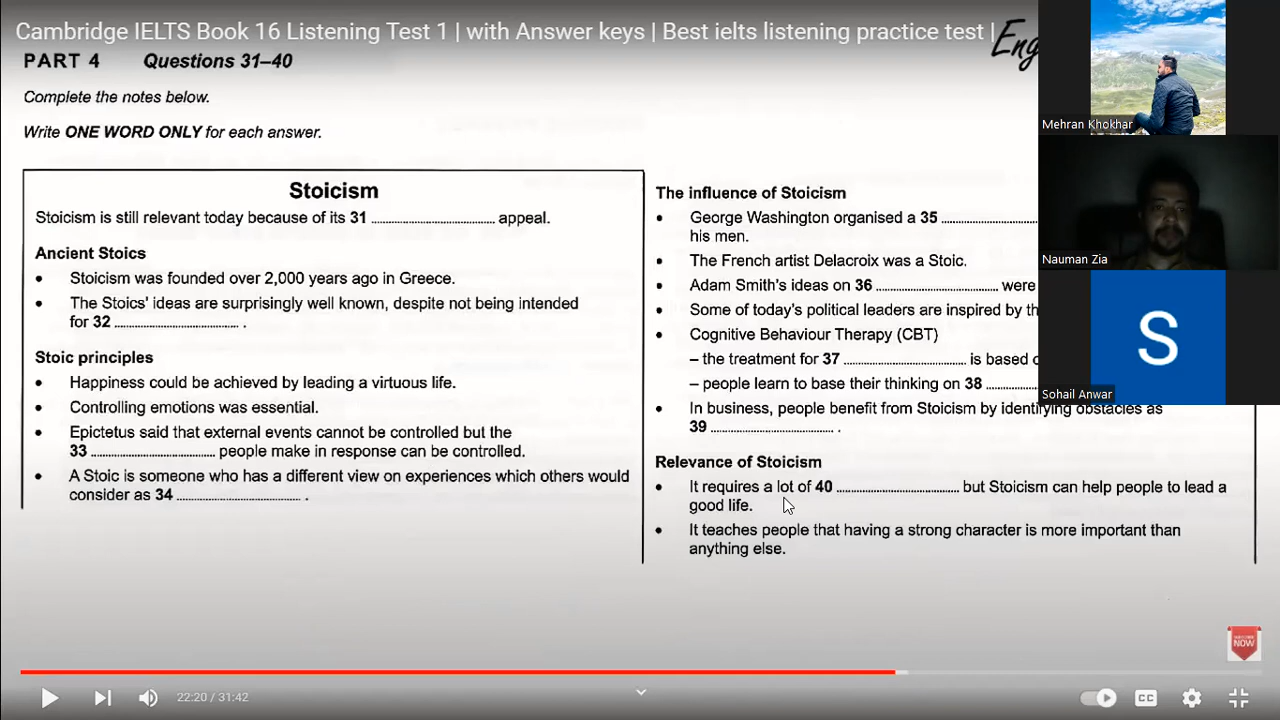 Cambridge IELTS Book 16 Listening Test 1 | with Answer keys | Best ielts listening practice test |
Eng
PART 4 Questions 31–40
Complete the notes below.
Write ONE WORD ONLY for each answer.
Stoicism
Stoicism is still relevant today because of its 31 .................................. appeal.
Ancient Stoics
• Stoicism was founded over 2,000 years ago in Greece.
• The Stoics' ideas are surprisingly well known, despite not being intended
for 32 .................................. .
Stoic principles
• Happiness could be achieved by leading a virtuous life.
• Controlling emotions was essential.
• Epictetus said that external events cannot be controlled but the
33 .................................. people make in response can be controlled.
• A Stoic is someone who has a different view on experiences which others would
consider as 34 .................................. .
The influence of Stoicism
• George Washington organised a 35 ..........................
his men.
• The French artist Delacroix was a Stoic.
• Adam Smith's ideas on 36 .................................. were
• Some of today's political leaders are inspired by th
• Cognitive Behaviour Therapy (CBT)
– the treatment for 37 .................................. is based
– people learn to base their thinking on 38 ....................
• In business, people benefit from Stoicism by identifying obstacles as
39 .................................. .
Relevance of Stoicism
• It requires a lot of 40 .................................. but Stoicism can help people to lead a
good life.
• It teaches people that having a strong character is more important than
anything else.
Mehran Khokhar
Nauman Zia
S
Sohail Anwar
NOW
22:20 / 31:42
CC